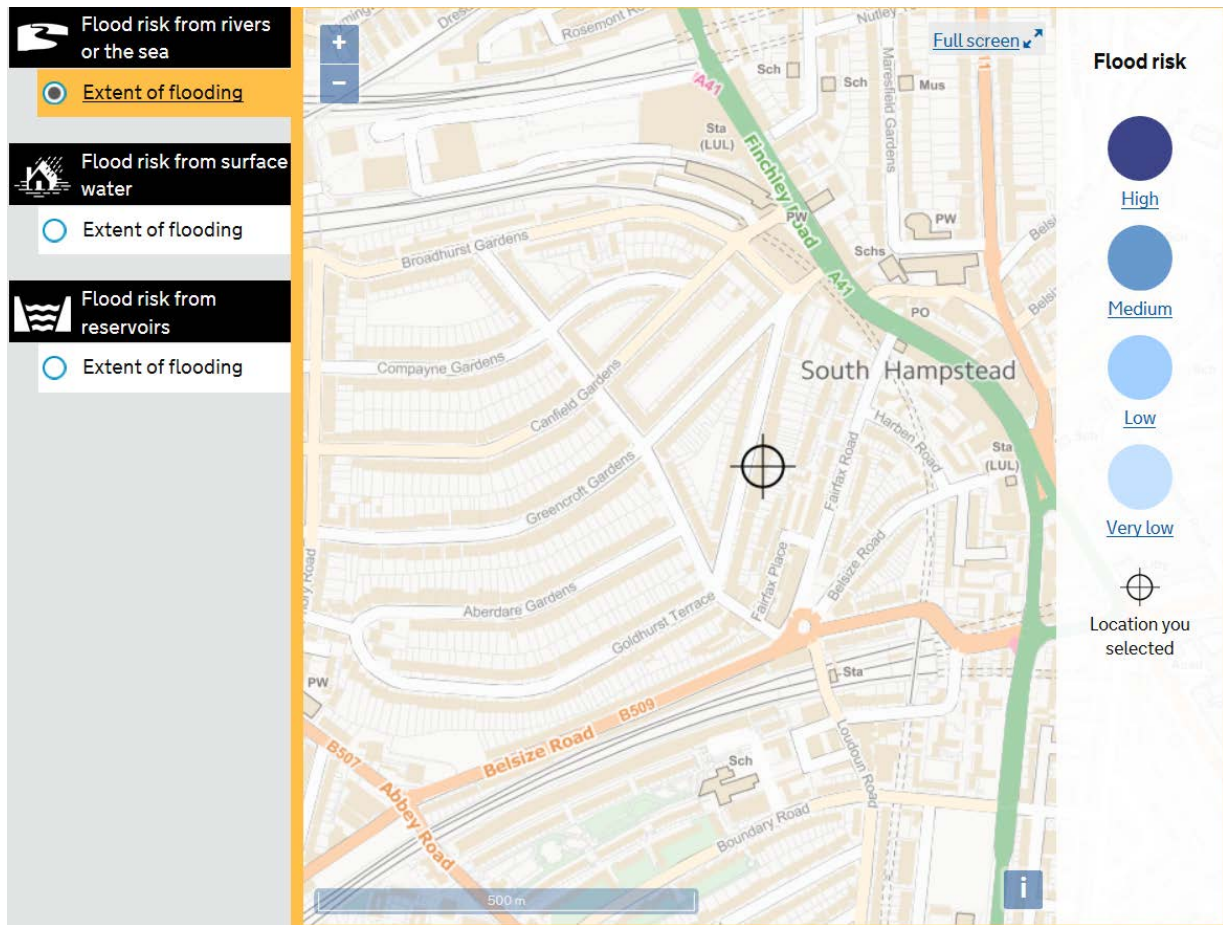 Flood risk from rivers
or the sea
Extent of flooding
Flood risk from surface
water
Extent of flooding
Flood risk from
reservoirs
Extent of flooding
+
−
Full screen
Rosemont
Nutley
A41
Sch
Sch
Mus
Maresfield Gardens
Sta
(LUL)
Finchley Road
PW
PW
Broadhurst Gardens
Schs
A41
PO
Compayne Gardens
South Hampstead
Canfield Gardens
Harben Road
Fairfax Road
Sta
(LUL)
Greencroft Gardens
Belsize Road
Fairfax Place
Aberdare Gardens
Goldhurst Terrace
PW
Sta
B509
Belsize Road
B507
Abbey Road
Sch
Loudoun Road
Boundary Road
500 m
i
Flood risk
High
Medium
Low
Very low
Location you
selected